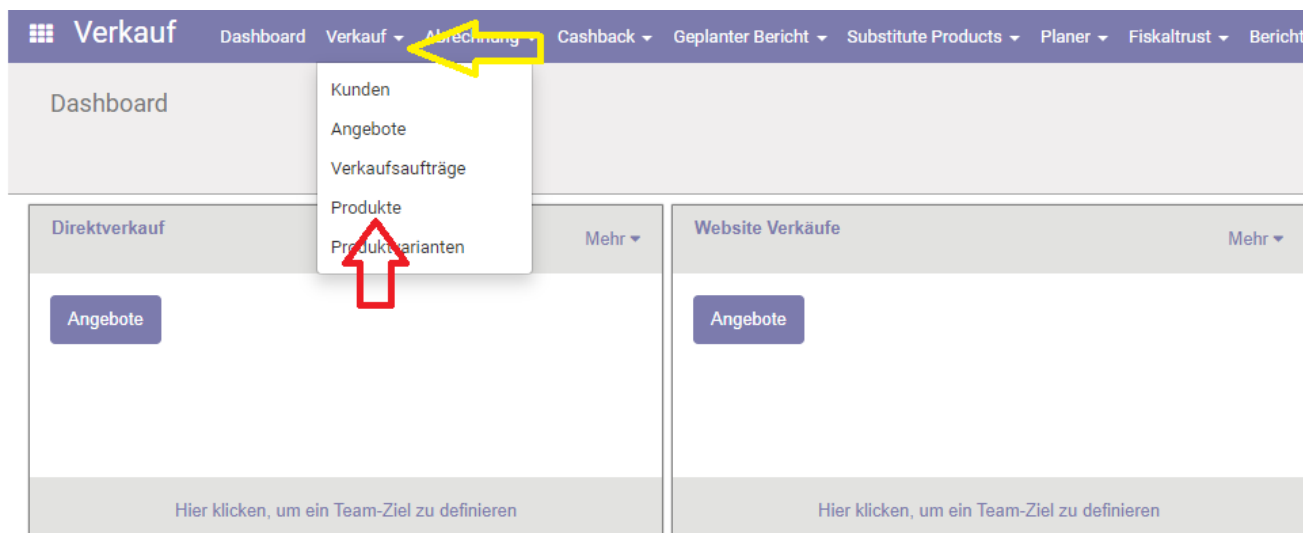 Verkauf Dashboard Verkauf Abrechnung Cashback Geplanter Bericht Substitute Products Planer Fiskaltrust Bericht
Dashboard
Kunden
Angebote
Verkaufsaufträge
Produkte
Produktvarianten
Direktverkauf Mehr
Angebote
Hier klicken, um ein Team-Ziel zu definieren
Website Verkäufe Mehr
Angebote
Hier klicken, um ein Team-Ziel zu definieren